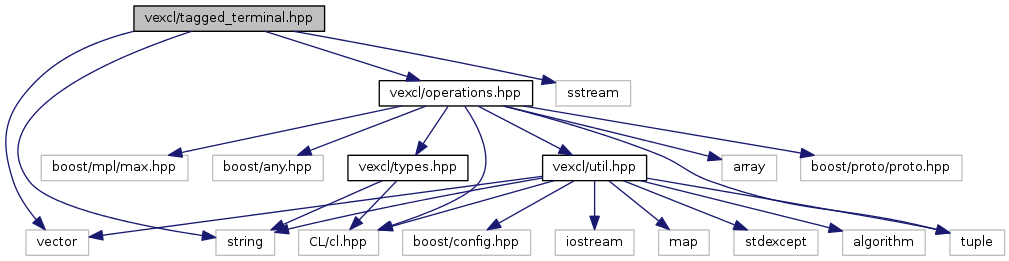 vexcl/tagged_terminal.hpp
vexcl/operations.hpp
sstream
boost/mpl/max.hpp
boost/any.hpp
vexcl/types.hpp
vexcl/util.hpp
array
boost/proto/proto.hpp
vector
string
CL/cl.hpp
boost/config.hpp
iostream
map
stdexcept
algorithm
tuple